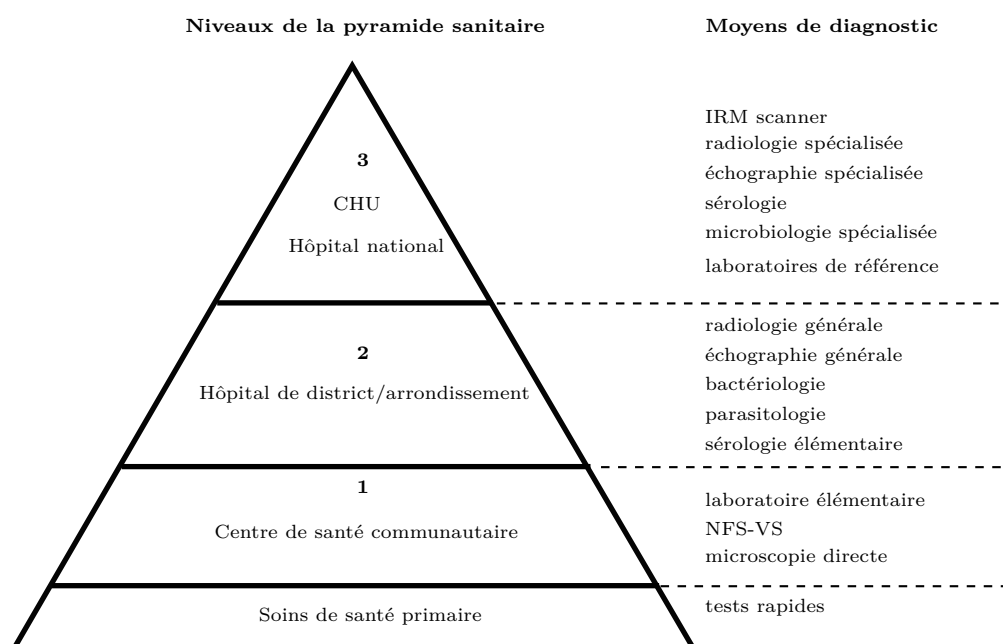 Niveaux de la pyramide sanitaire
Moyens de diagnostic
3
CHU
Hôpital national
IRM scanner
radiologie spécialisée
échographie spécialisée
sérologie
microbiologie spécialisée
laboratoires de référence
2
Hôpital de district/arrondissement
radiologie générale
échographie générale
bactériologie
parasitologie
sérologie élémentaire
1
Centre de santé communautaire
laboratoire élémentaire
NFS-VS
microscopie directe
Soins de santé primaire
tests rapides